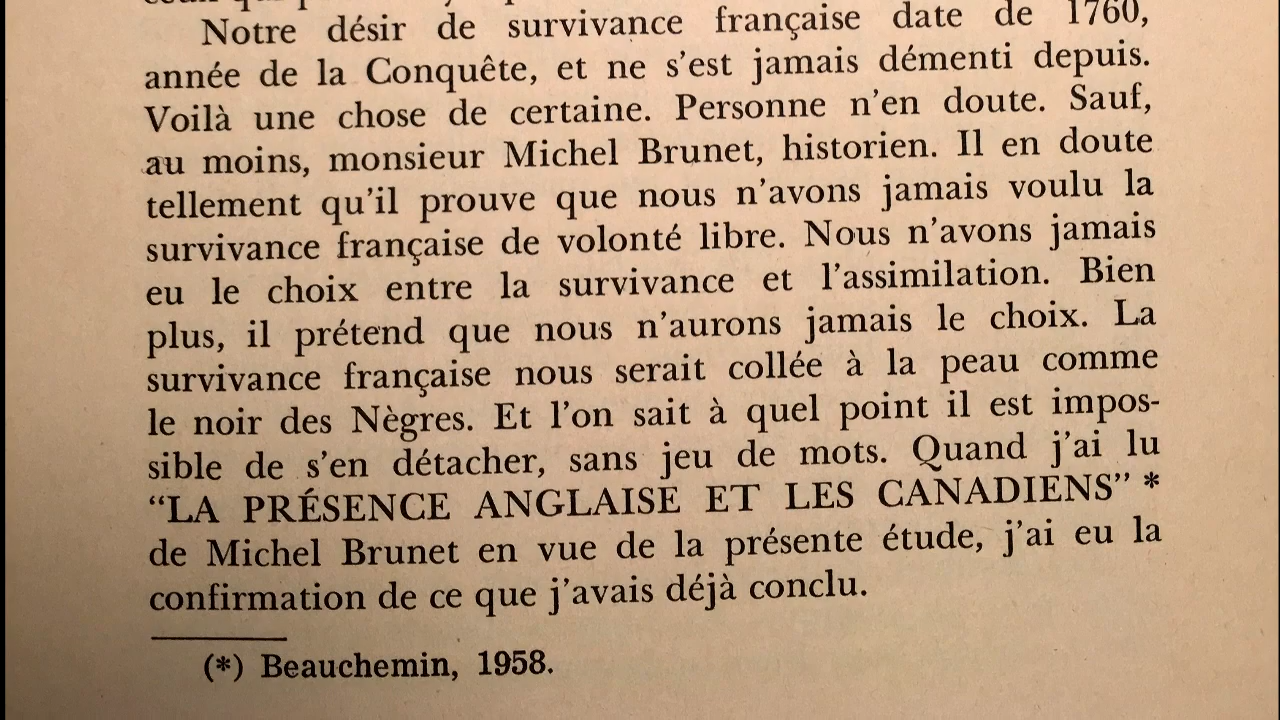 Notre désir de survivance française date de 1760,
année de la Conquête, et ne s'est jamais démenti depuis.
Voilà une chose de certaine. Personne n'en doute. Sauf,
au moins, monsieur Michel Brunet, historien. Il en doute
tellement qu'il prouve que nous n'avons jamais voulu la
survivance française de volonté libre. Nous n'avons jamais
eu le choix entre la survivance et l'assimilation. Bien
plus, il prétend que nous n'aurons jamais le choix. La
survivance française nous serait collée à la peau comme
le noir des Nègres. Et l'on sait à quel point il est impos-
sible de s'en détacher, sans jeu de mots. Quand j'ai lu
“LA PRÉSENCE ANGLAISE ET LES CANADIENS” *
de Michel Brunet en vue de la présente étude, j'ai eu la
confirmation de ce que j'avais déjà conclu.
(*) Beauchemin, 1958.